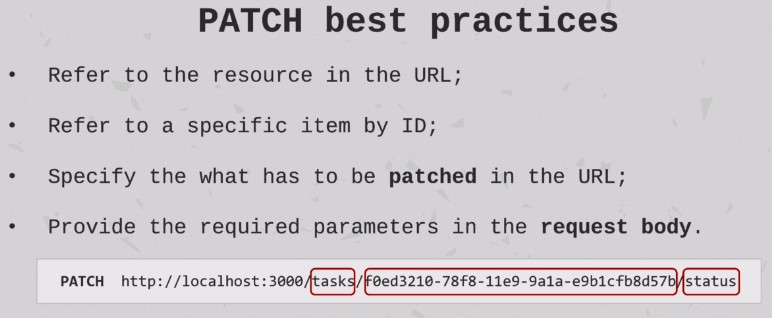 PATCH best practices
• Refer to the resource in the URL;
• Refer to a specific item by ID;
• Specify the what has to be patched in the URL;
• Provide the required parameters in the request body.
PATCH http://localhost:3000/tasks/f0ed3210-78f8-11e9-9a1a-e9b1cfb8d57b/status